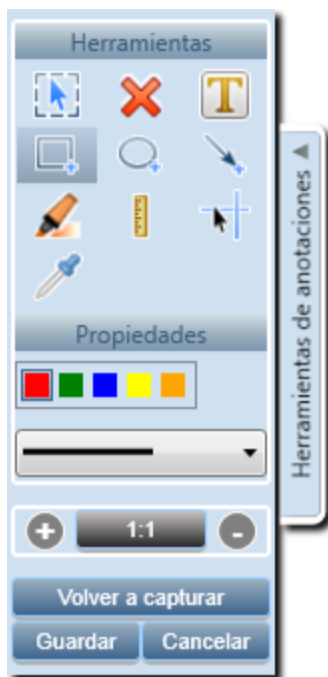 Herramientas
T
Herramientas de anotaciones
Propiedades
1:1
Volver a capturar
Guardar
Cancelar